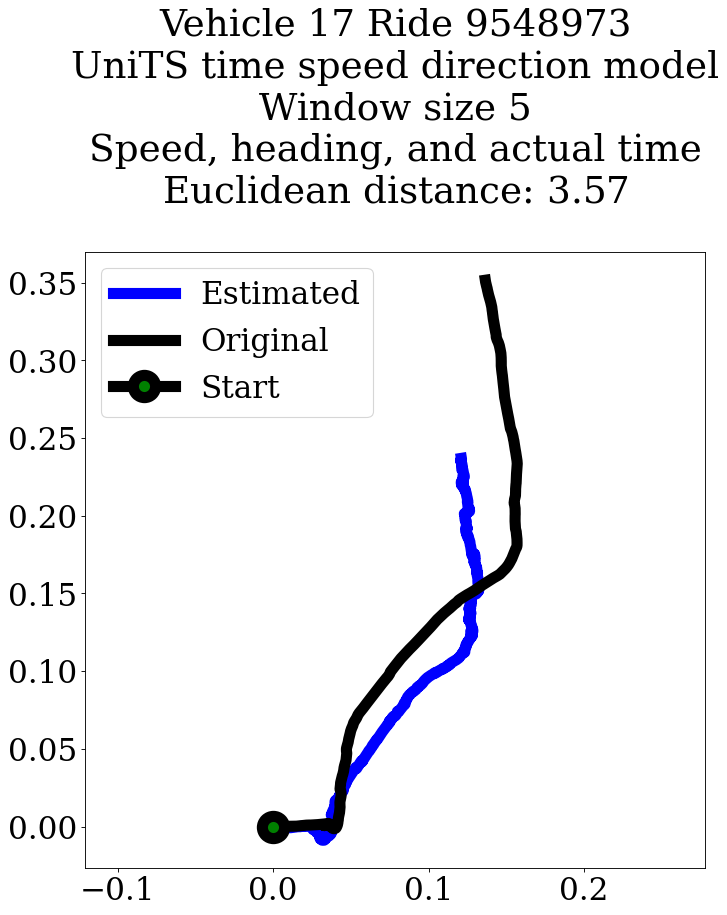 Vehicle 17 Ride 9548973
UniTS time speed direction model
Window size 5
Speed, heading, and actual time
Euclidean distance: 3.57
Estimated
Original
Start
0.35
0.30
0.25
0.20
0.15
0.10
0.05
0.00
−0.1
0.0
0.1
0.2